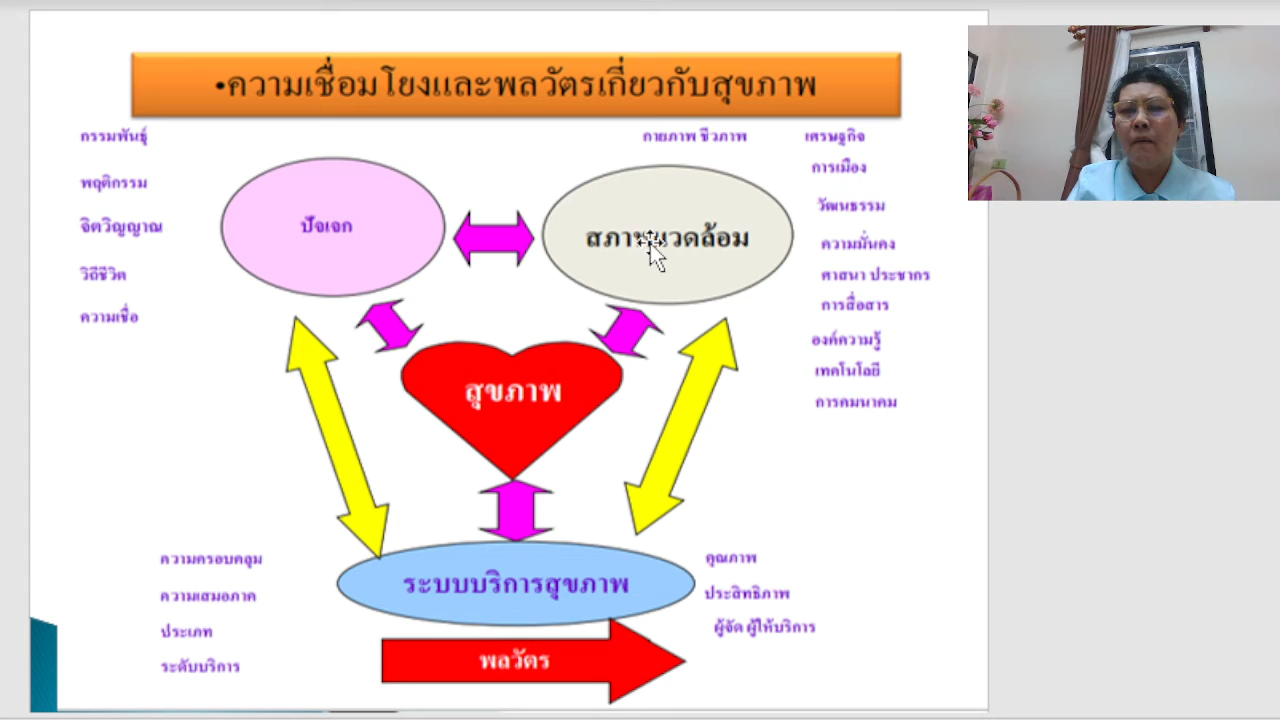 •ความเชื่อมโยงและพลวัตรเกี่ยวกับสุขภาพ
กรรมพันธุ์
พฤติกรรม
จิตวิญญาณ
วิถีชีวิต
ความเชื่อ
ปัจเจก
กายภาพ ชีวภาพ
สภาพแวดล้อม
เศรษฐกิจ
การเมือง
วัฒนธรรม
ความมั่นคง
ศาสนา ประชากร
การสื่อสาร
องค์ความรู้
เทคโนโลยี
การคมนาคม
สุขภาพ
ความครอบคลุม
ความเสมอภาค
ประเภท
ระดับบริการ
ระบบบริการสุขภาพ
คุณภาพ
ประสิทธิภาพ
ผู้จัด ผู้ให้บริการ
พลวัตร